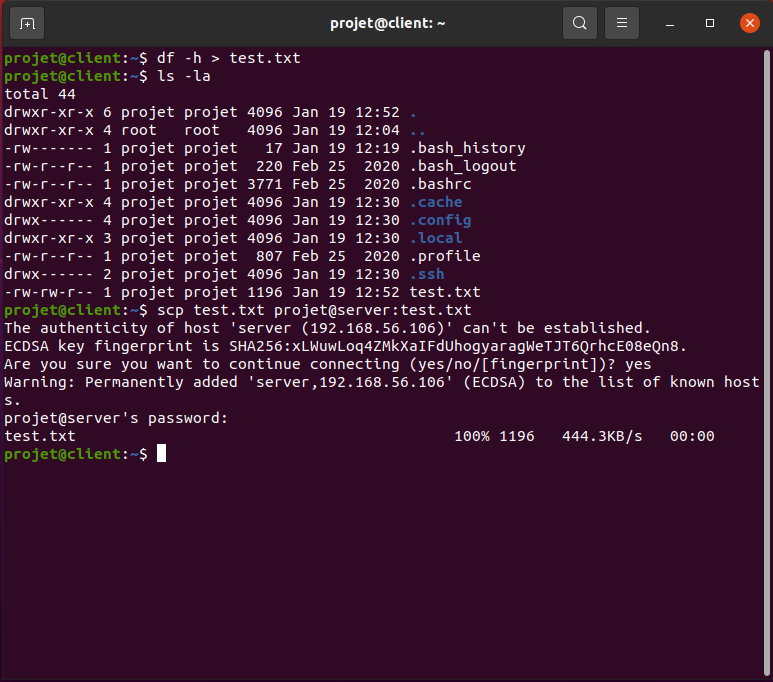 projet@client: ~
projet@client:~$ df -h > test.txt
projet@client:~$ ls -la
total 44
drwxr-xr-x 6 projet projet 4096 Jan 19 12:52 .
drwxr-xr-x 4 root   root   4096 Jan 19 12:04 ..
-rw------- 1 projet projet   17 Jan 19 12:19 .bash_history
-rw-r--r-- 1 projet projet  220 Feb 25  2020 .bash_logout
-rw-r--r-- 1 projet projet 3771 Feb 25  2020 .bashrc
drwxr-xr-x 4 projet projet 4096 Jan 19 12:30 .cache
drwx------ 4 projet projet 4096 Jan 19 12:30 .config
drwxr-xr-x 3 projet projet 4096 Jan 19 12:30 .local
-rw-r--r-- 1 projet projet  807 Feb 25  2020 .profile
drwx------ 2 projet projet 4096 Jan 19 12:30 .ssh
-rw-rw-r-- 1 projet projet 1196 Jan 19 12:52 test.txt
projet@client:~$ scp test.txt projet@server:test.txt
The authenticity of host 'server (192.168.56.106)' can't be established.
ECDSA key fingerprint is SHA256:xLWuwLoq4ZMkXaIFdUhogyaragWeTJT6QrhcE08eQn8.
Are you sure you want to continue connecting (yes/no/[fingerprint])? yes
Warning: Permanently added 'server,192.168.56.106' (ECDSA) to the list of known host
s.
projet@server's password:
test.txt                                          100% 1196   444.3KB/s   00:00
projet@client:~$